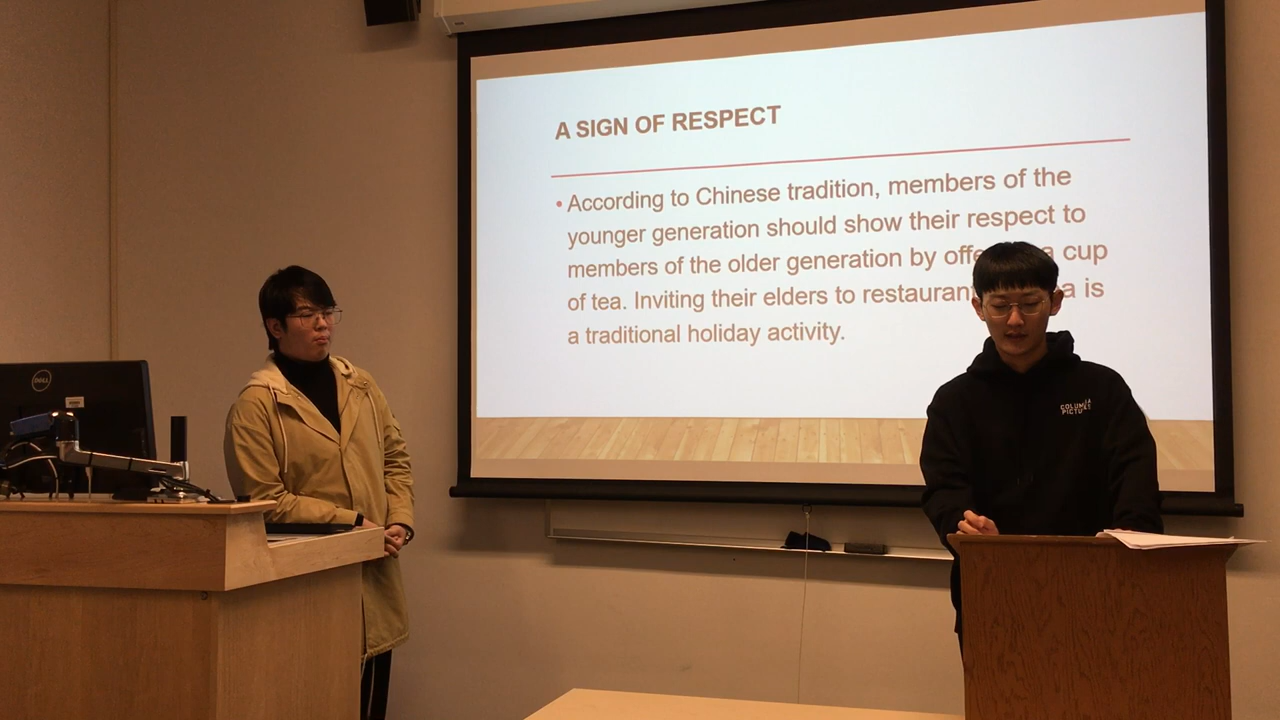 A SIGN OF RESPECT
• According to Chinese tradition, members of the
younger generation should show their respect to
members of the older generation by a cup
of tea. Inviting their elders to is
a traditional holiday activity.
DELL